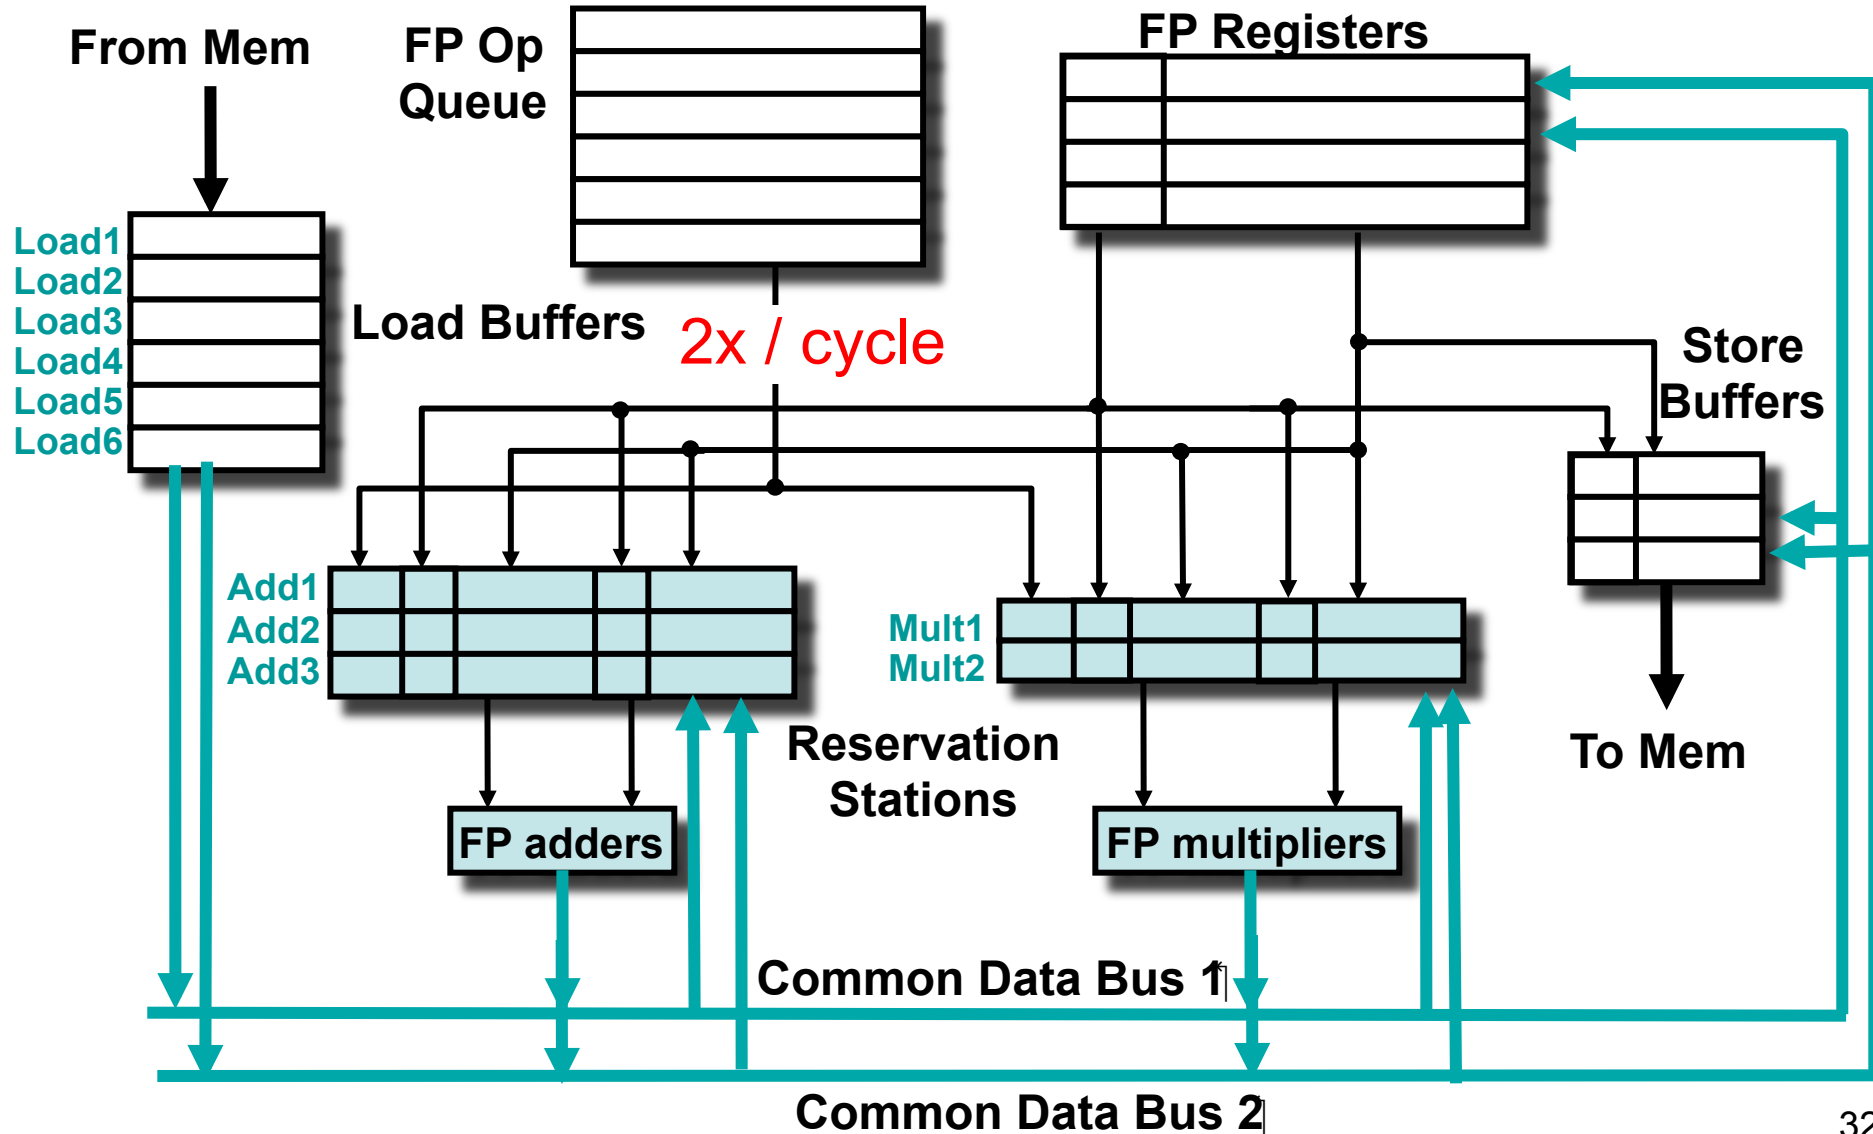 From Mem
FP Op
Queue
FP Registers
Load1
Load2
Load3
Load4
Load5
Load6
Load Buffers
2x / cycle
Store
Buffers
Add1
Add2
Add3
Mult1
Mult2
Reservation
Stations
To Mem
FP adders
FP multipliers
Common Data Bus 1
Common Data Bus 2
32